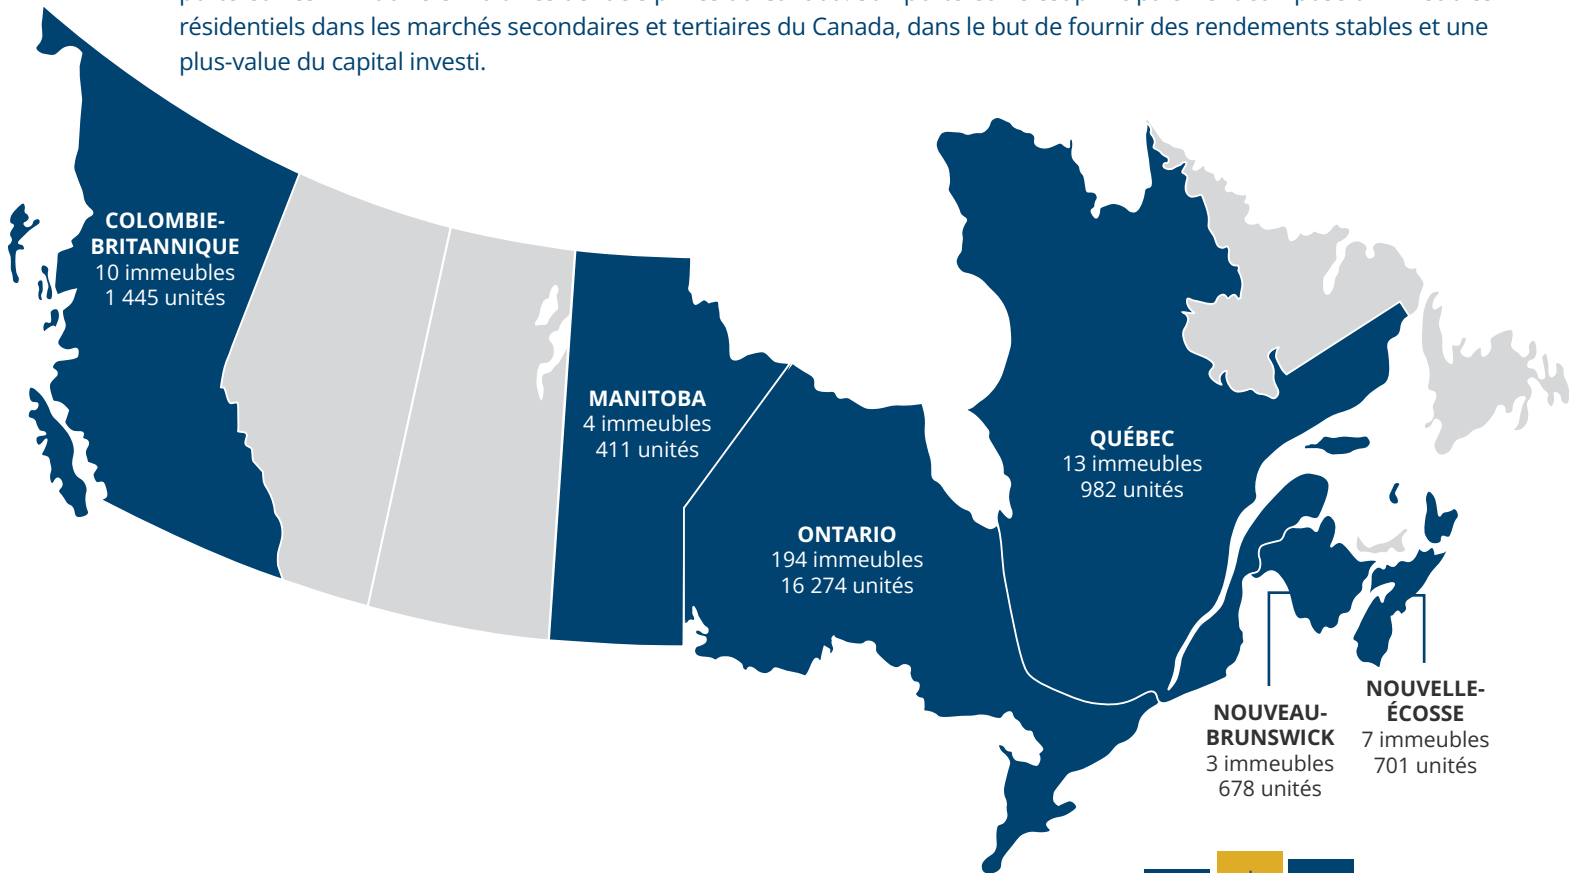 résidentiels dans les marchés secondaires et tertiaires du Canada, dans le but de fournir des rendements stables et une
plus-value du capital investi.
COLOMBIE-
BRITANNIQUE
10 immeubles
1 445 unités
MANITOBA
4 immeubles
411 unités
ONTARIO
194 immeubles
16 274 unités
QUÉBEC
13 immeubles
982 unités
NOUVEAU-
BRUNSWICK
3 immeubles
678 unités
NOUVELLE-
ÉCOSSE
7 immeubles
701 unités